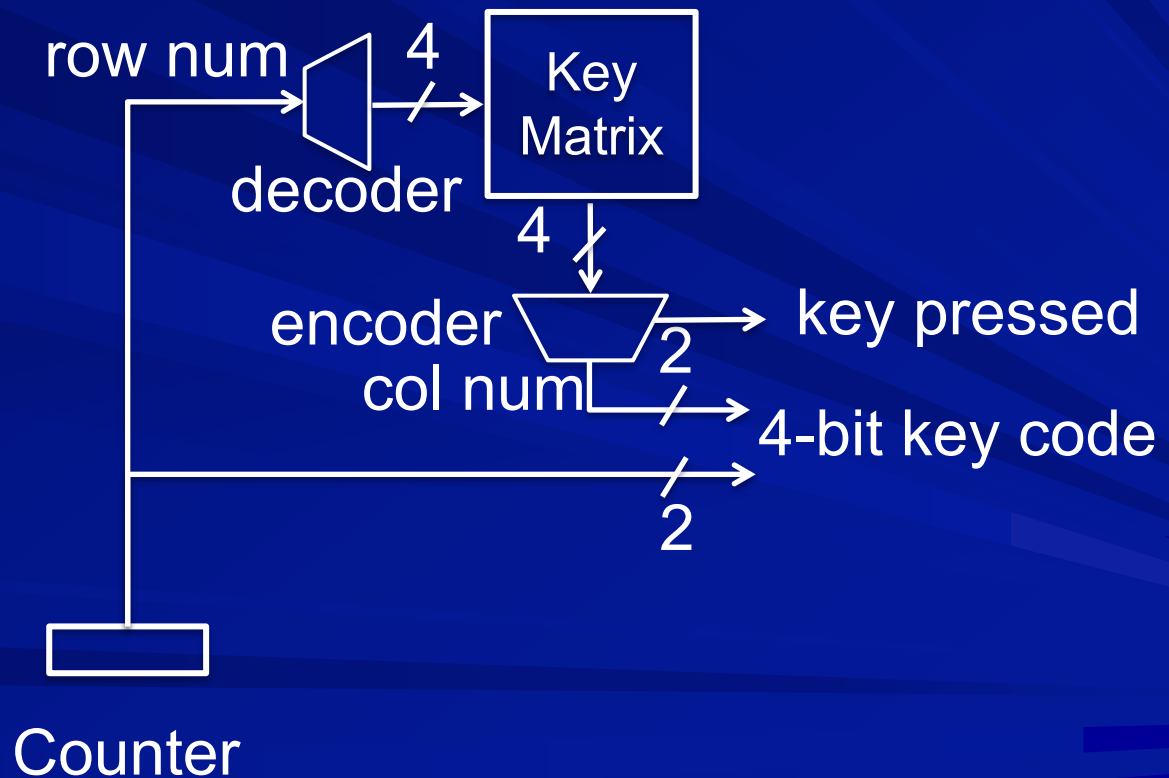 row num
4
Key
Matrix
decoder
4
encoder
key pressed
2
col num
4-bit key code
2
Counter